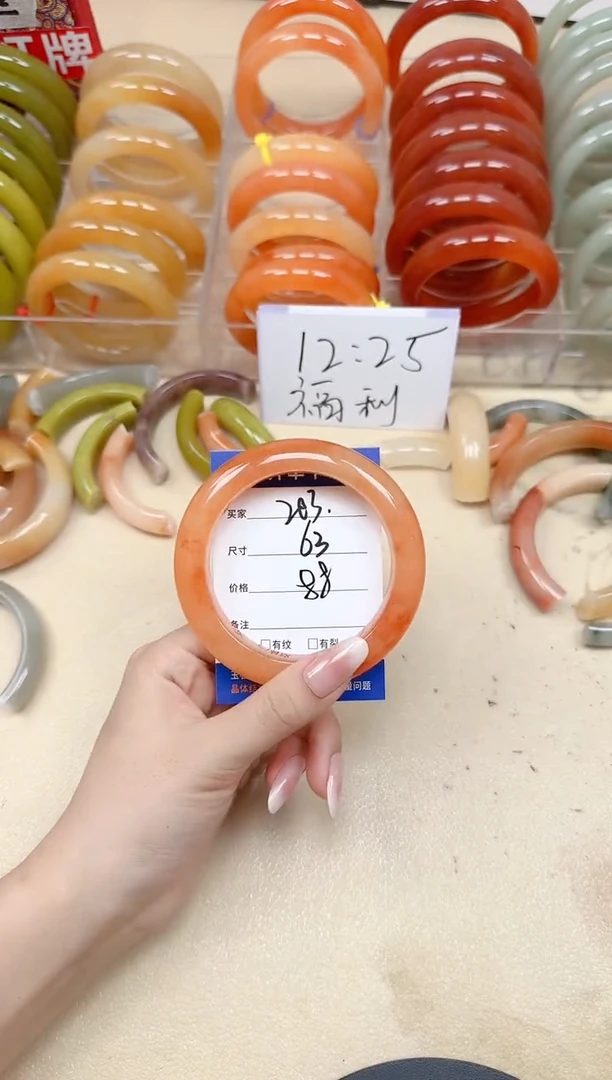 牌
12:25
福利
买家 203.
尺寸 63
价格 88
备注
□有纹 □有裂